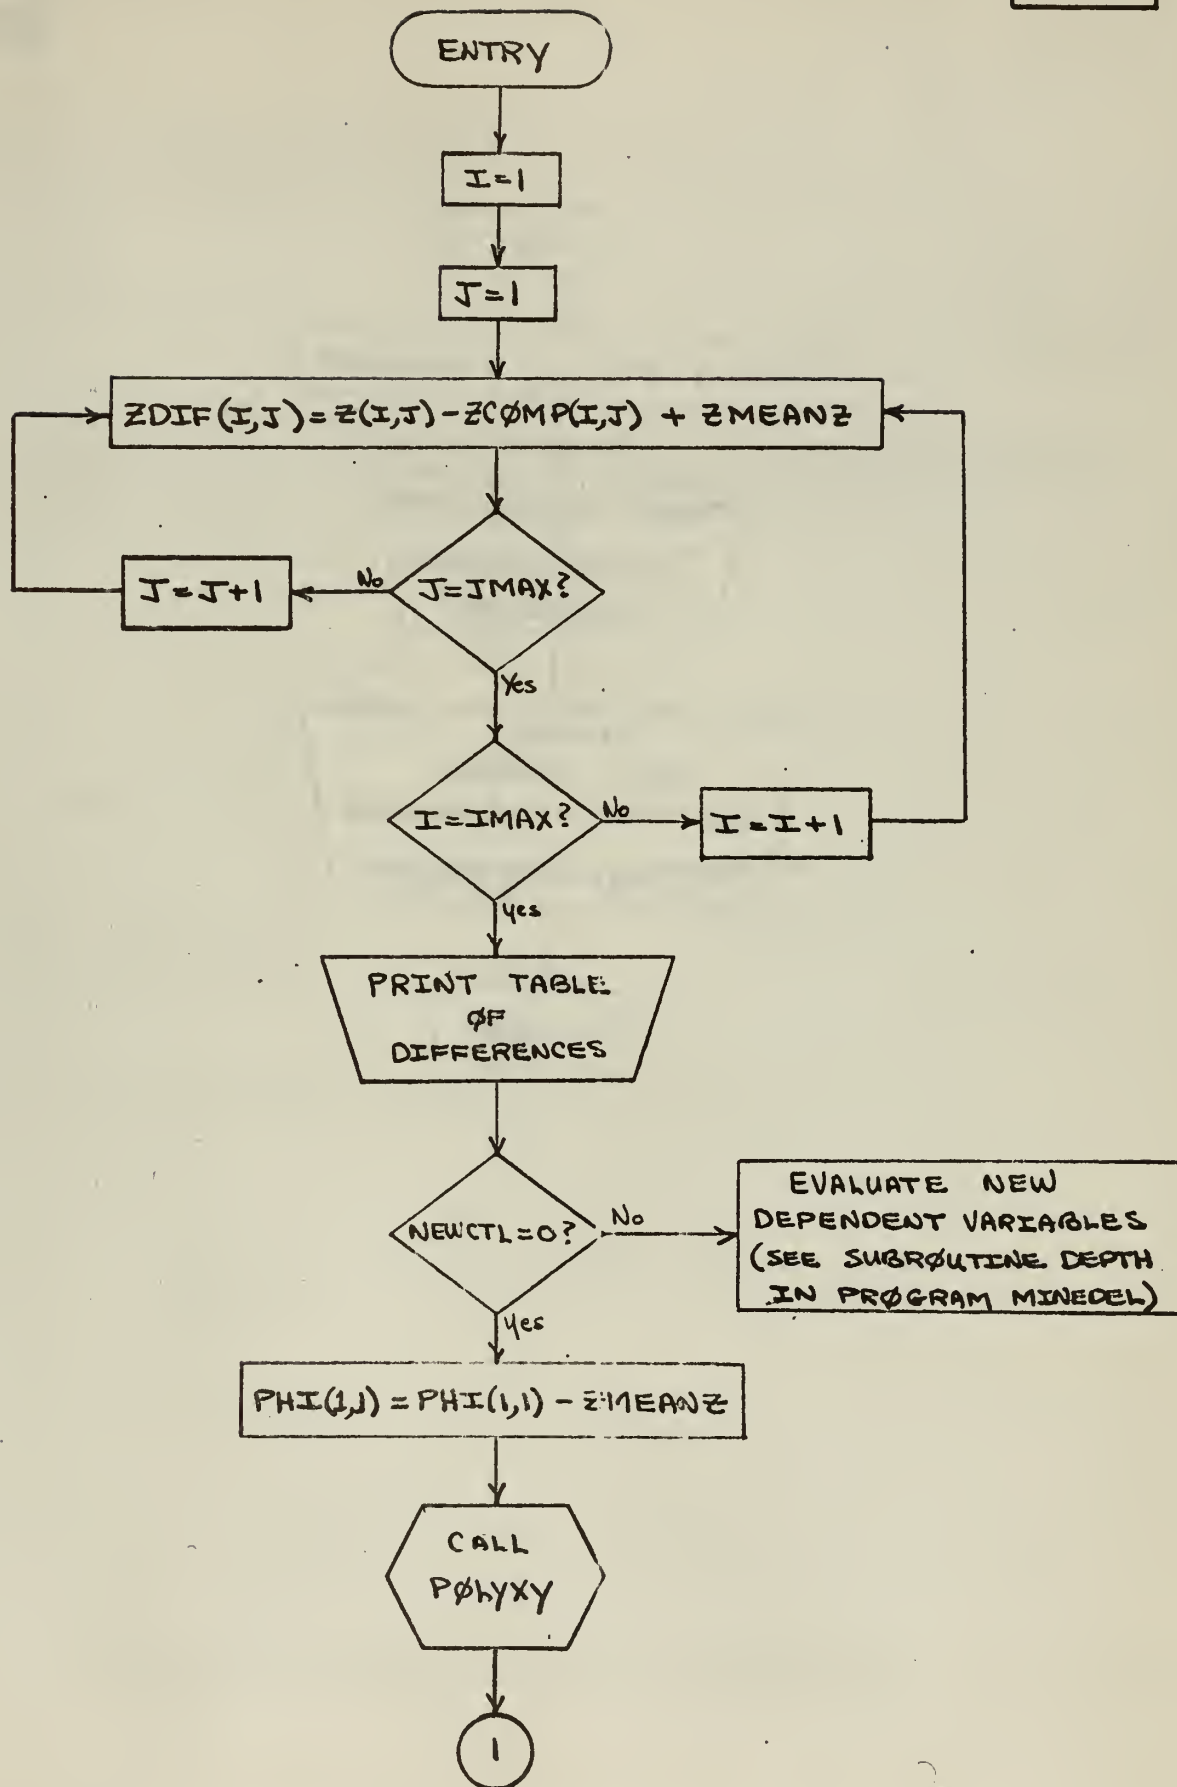 ENTRY
I=1
J=1
ZDIF(I,J)=Z(I,J)-ZCØMP(I,J) + ZMEANZ
J=JMAX?
No
J=J+1
Yes
I=IMAX?
No
I=I+1
yes
PRINT TABLE
ØF
DIFFERENCES
NEWCTL=0?
No
EVALUATE NEW
DEPENDENT VARIABLES
(SEE SUBRØUTINE DEPTH
IN PRØGRAM MINEDEL)
yes
PHI(1,1) = PHI(1,1) - ZMEANZ
CALL
PØLYXY
1